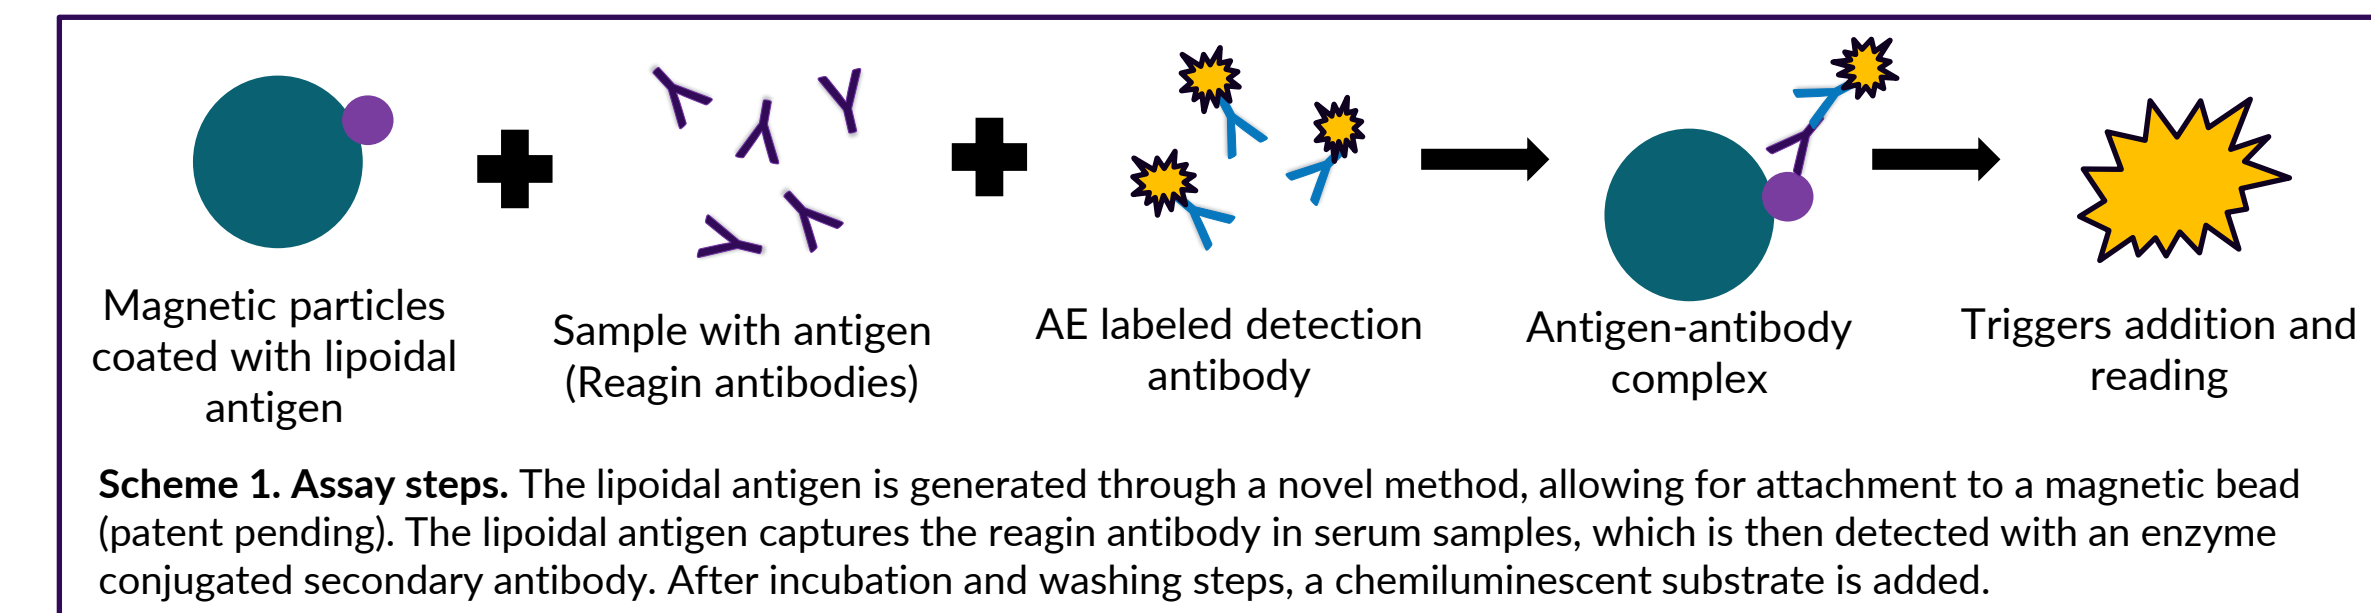 Magnetic particles
coated with lipoidal
antigen
Sample with antigen
(Reagin antibodies)
AE labeled detection
antibody
Antigen-antibody
complex
Triggers addition and
reading
Scheme 1. Assay steps. The lipoidal antigen is generated through a novel method, allowing for attachment to a magnetic bead
(patent pending). The lipoidal antigen captures the reagin antibody in serum samples, which is then detected with an enzyme
conjugated secondary antibody. After incubation and washing steps, a chemiluminescent substrate is added.